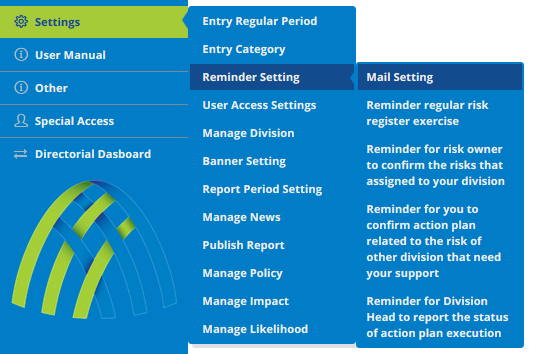 Settings
User Manual
Other
Special Access
Directorial Dasboard
Entry Regular Period
Entry Category
Reminder Setting
User Access Settings
Manage Division
Banner Setting
Report Period Setting
Manage News
Publish Report
Manage Policy
Manage Impact
Manage Likelihood
Mail Setting
Reminder regular risk
register exercise
Reminder for risk owner
to confirm the risks that
assigned to your division
Reminder for you to
confirm action plan
related to the risk of
other division that need
your support
Reminder for Division
Head to report the status
of action plan execution